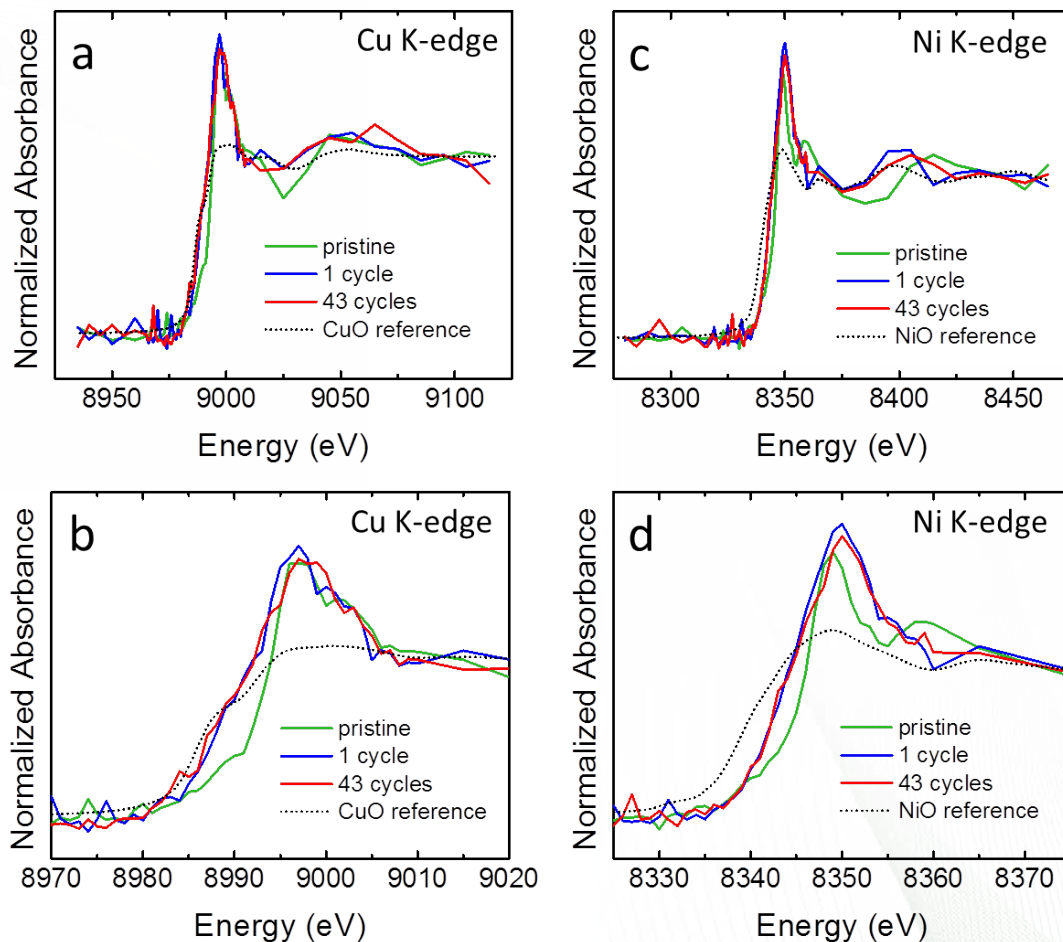 a
Cu K-edge
Normalized Absorbance
pristine
1 cycle
43 cycles
CuO reference
8950 9000 9050 9100
Energy (eV)
c
Ni K-edge
Normalized Absorbance
pristine
1 cycle
43 cycles
NiO reference
8300 8350 8400 8450
Energy (eV)
b
Cu K-edge
Normalized Absorbance
pristine
1 cycle
43 cycles
CuO reference
8970 8980 8990 9000 9010 9020
Energy (eV)
d
Ni K-edge
Normalized Absorbance
pristine
1 cycle
43 cycles
NiO reference
8330 8340 8350 8360 8370
Energy (eV)